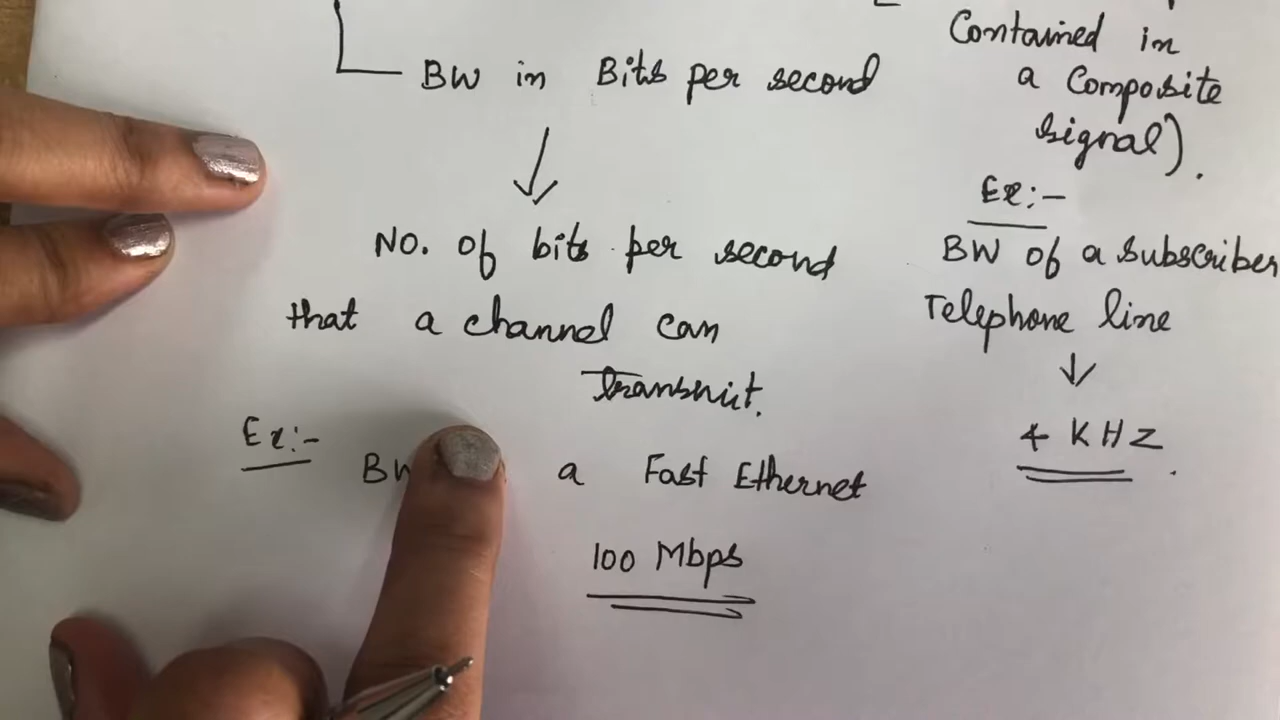 BW in Bits per second
NO. of bits per second
that a channel can
transmit.
Ex:-
BW a Fast Ethernet
100 Mbps
Contained in
a Composite
signal).
Ex:-
BW of a subscriber
Telephone line
4 KHZ.